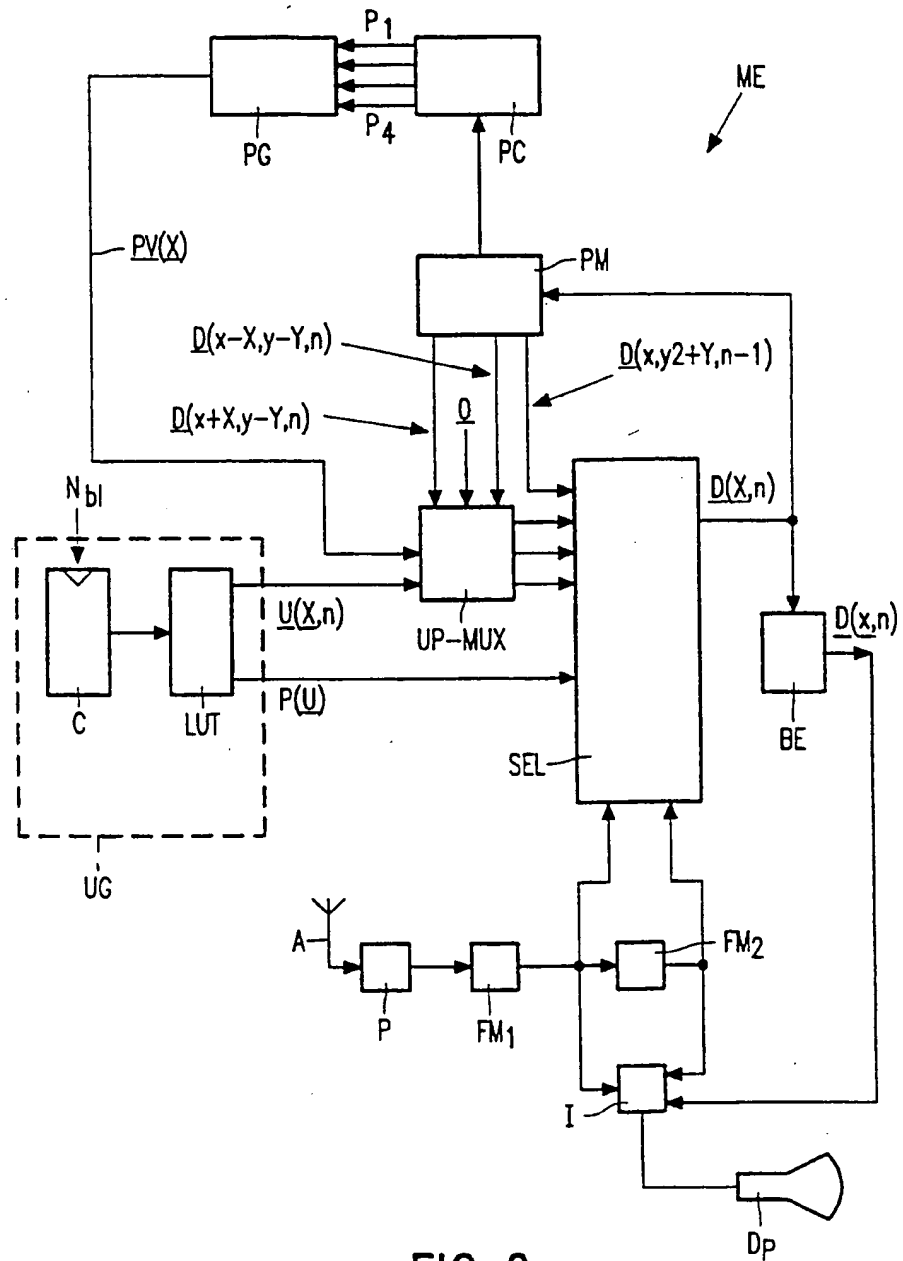 P1
ME
P4
PG
PC
PV(X)
PM
D(x-X,y-Y,n)
D(x,y2+Y,n-1)
D(x+X,y-Y,n)
0
Nbl
D(X,n)
U(X,n)
UP-MUX
D(x,n)
P(U)
C
LUT
BE
SEL
UG
A
FM2
P
FM1
I
Dp